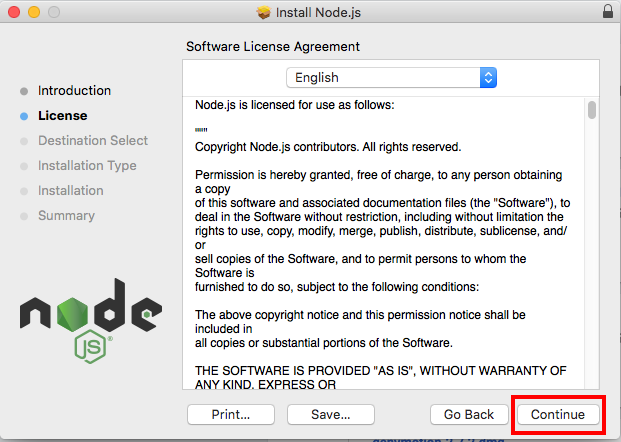 Install Node.js
Software License Agreement
English
Introduction
License
Destination Select
Installation Type
Installation
Summary
Node.js is licensed for use as follows:
"""
Copyright Node.js contributors. All rights reserved.
Permission is hereby granted, free of charge, to any person obtaining
a copy
of this software and associated documentation files (the "Software"), to
deal in the Software without restriction, including without limitation the
rights to use, copy, modify, merge, publish, distribute, sublicense, and/
or
sell copies of the Software, and to permit persons to whom the
Software is
furnished to do so, subject to the following conditions:
The above copyright notice and this permission notice shall be
included in
all copies or substantial portions of the Software.
THE SOFTWARE IS PROVIDED "AS IS", WITHOUT WARRANTY OF
ANY KIND, EXPRESS OR
node
JS®
Print...
Save...
Go Back
Continue